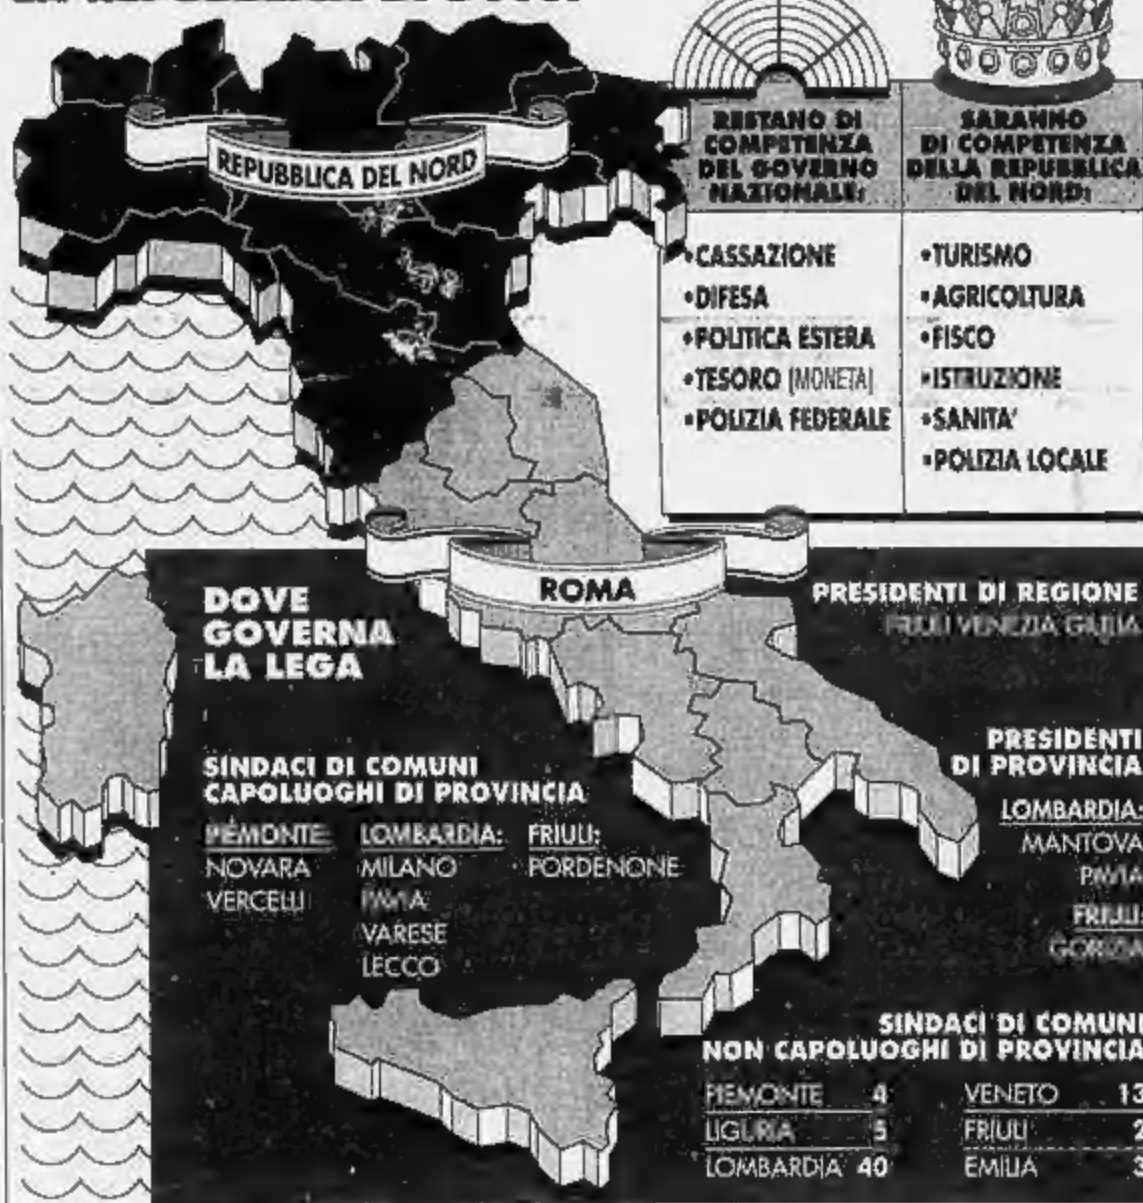 REPUBBLICA DEL NORD
RESTANO DI
COMPETENZA
DEL GOVERNO
NAZIONALE:
•CASSAZIONE
•DIFESA
•POLITICA ESTERA
•TESORO (MONETA)
•POLIZIA FEDERALE
SARANNO
DI COMPETENZA
DELLA REPUBBLICA
DEL NORD:
•TURISMO
•AGRICOLTURA
•FISCO
•ISTRUZIONE
•SANITA'
•POLIZIA LOCALE
ROMA
DOVE
GOVERNA
LA LEGA
SINDACI DI COMUNI
CAPOLUOGHI DI PROVINCIA
PIEMONTE:
NOVARA
VERCELLI
LOMBARDIA:
MILANO
PAVIA
VARESE
LECCO
FRIULI:
PORDENONE
PRESIDENTI DI REGIONE
FRIULI VENEZIA GIULIA
PRESIDENTI
DI PROVINCIA
LOMBARDIA:
MANTOVA
PAVIA
FRIULI
GORIZIA
SINDACI DI COMUNI
NON CAPOLUOGHI DI PROVINCIA
PIEMONTE 4
LIGURIA 5
LOMBARDIA 40
VENETO 13
FRIULI 2
EMILIA 3